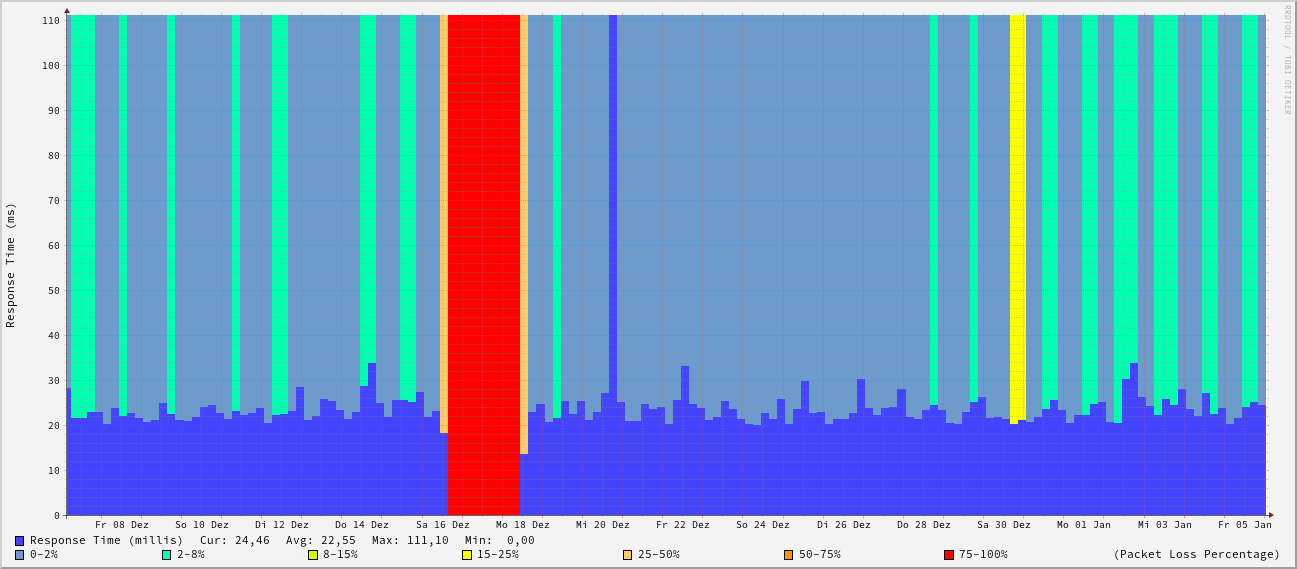 RRDTOOL / TOBI OETIKER
Response Time (ms)
110
100
90
80
70
60
50
40
30
20
10
0
Fr 08 Dez So 10 Dez Di 12 Dez Do 14 Dez Sa 16 Dez Mo 18 Dez Mi 20 Dez Fr 22 Dez So 24 Dez Di 26 Dez Do 28 Dez Sa 30 Dez Mo 01 Jan Mi 03 Jan Fr 05 Jan
Response Time (millis) Cur: 24,46 Avg: 22,55 Max: 111,10 Min: 0,00
0-2% 2-8% 8-15% 15-25% 25-50% 50-75% 75-100% (Packet Loss Percentage)